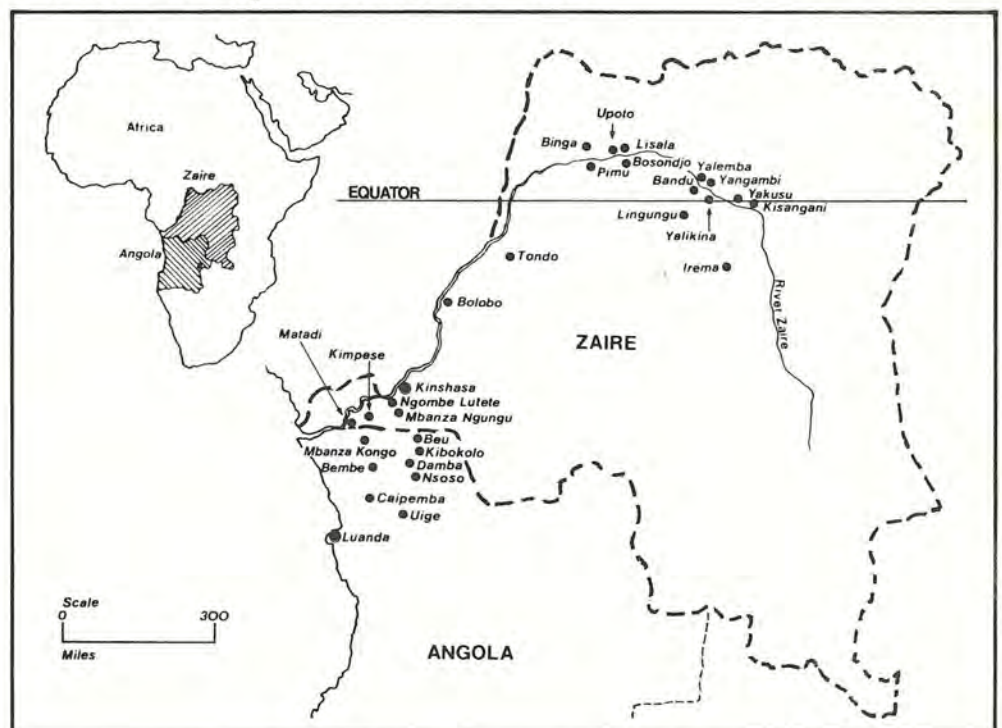 Africa
Zaire
Angola
EQUATOR
Upoto
Binga
Lisala
Pimu
Bosondjo
Yalemba
Bandu
Yangambi
Yakusu
Kisangani
Lingungu
Yalikina
Tondo
Irema
Bolobo
River Zaire
ZAIRE
Matadi
Kimpese
Kinshasa
Ngombe Lutete
Mbanza Ngungu
Mbanza Kongo
Beu
Kibokolo
Bembe
Damba
Nsoso
Caipemba
Uige
Luanda
Scale
0 300
Miles
ANGOLA